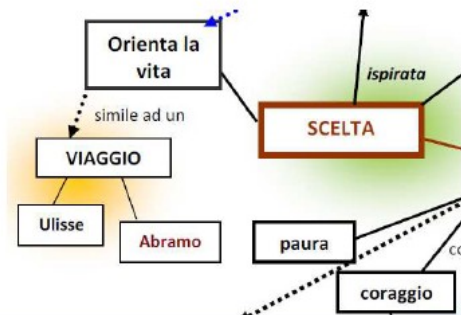 Orienta la
vita
ispirata
simile ad un
SCELTA
VIAGGIO
Ulisse
Abramo
paura
coraggio